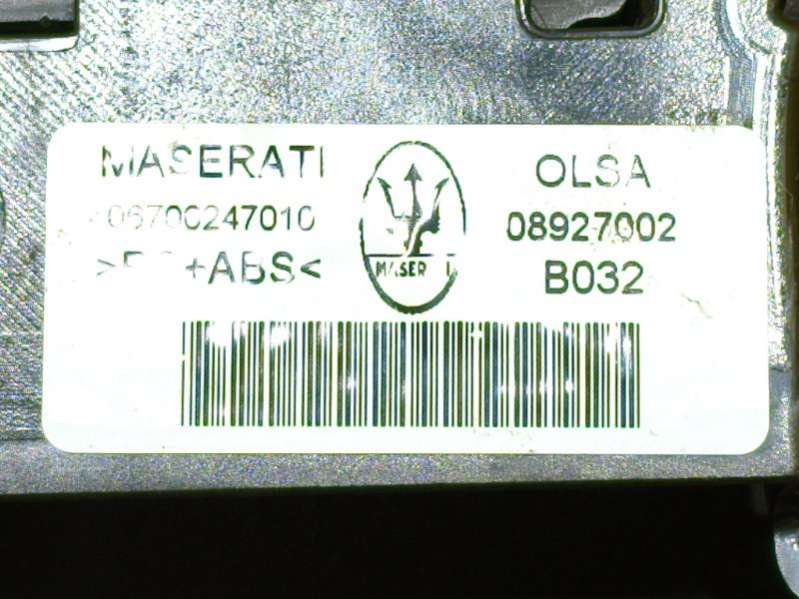 MASERATI
06700247010
+ABS<
MASERATI
OLSA
08927002
B032